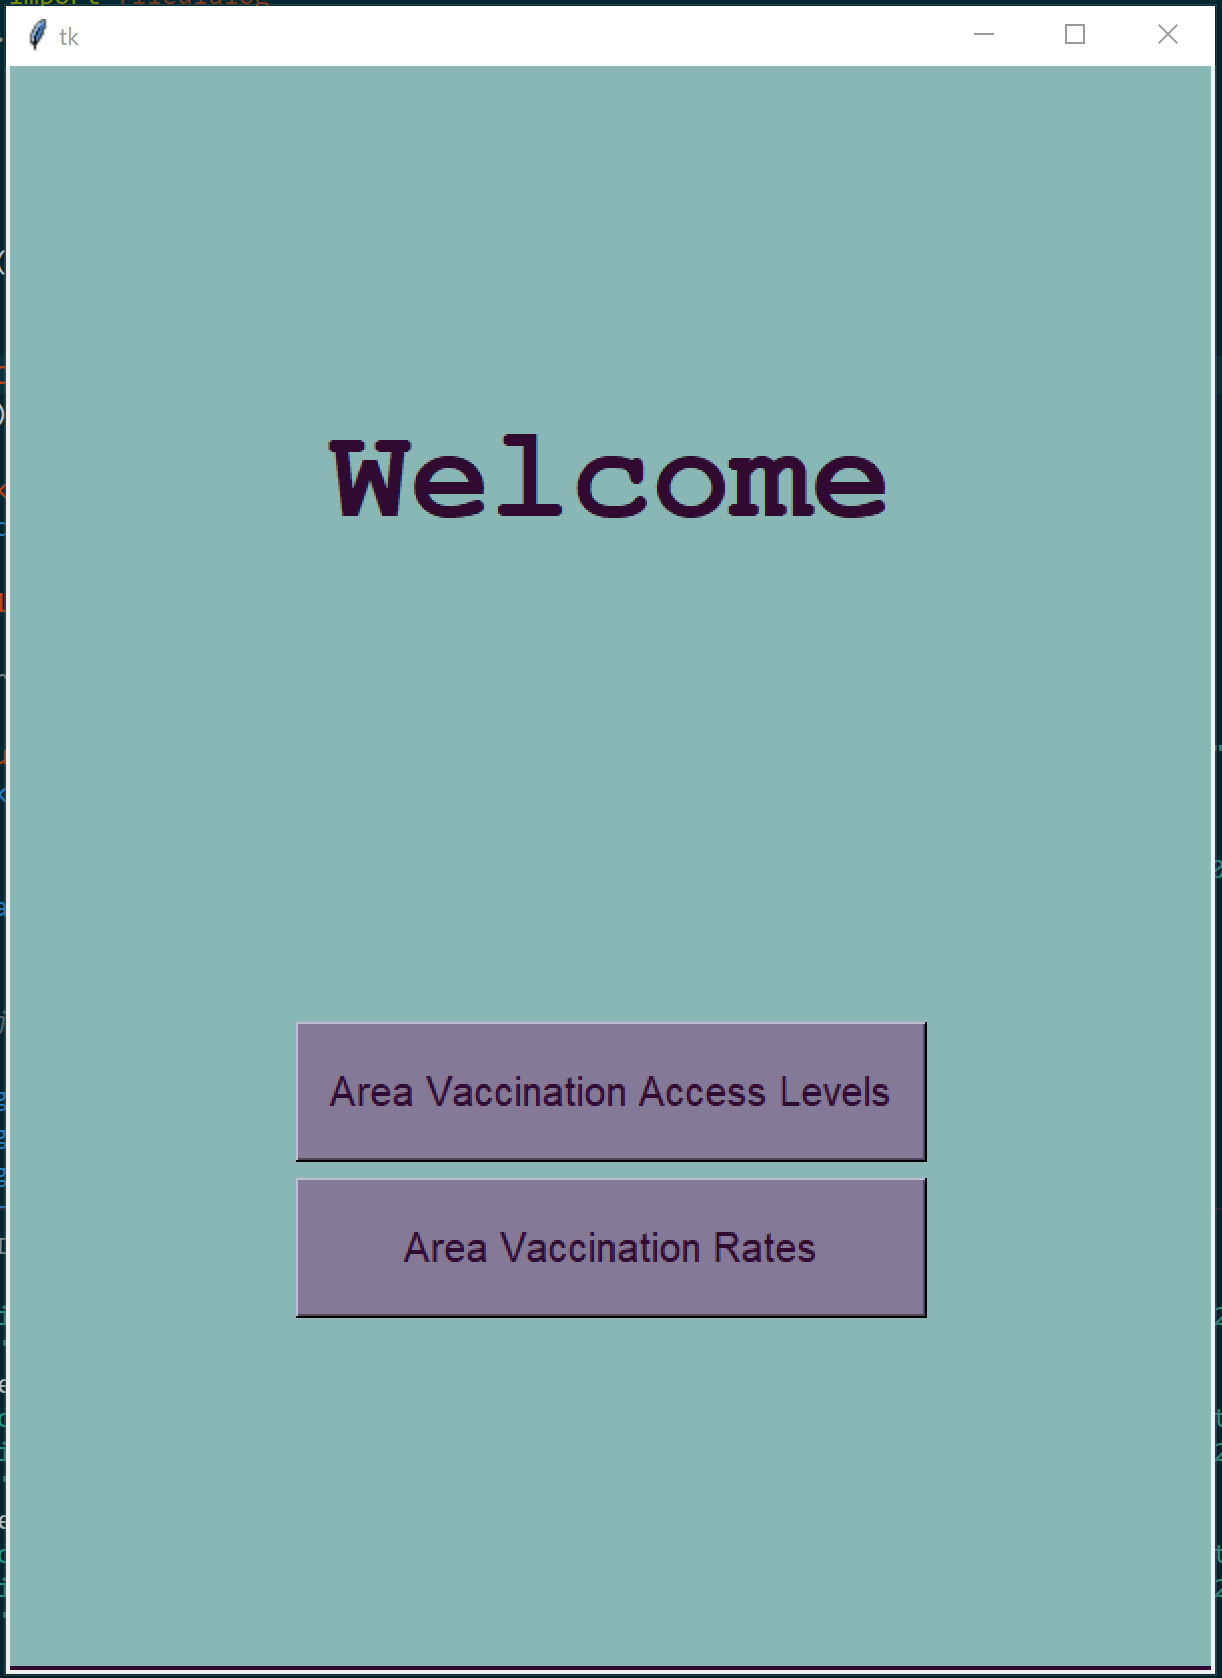 tk
Welcome
Area Vaccination Access Levels
Area Vaccination Rates